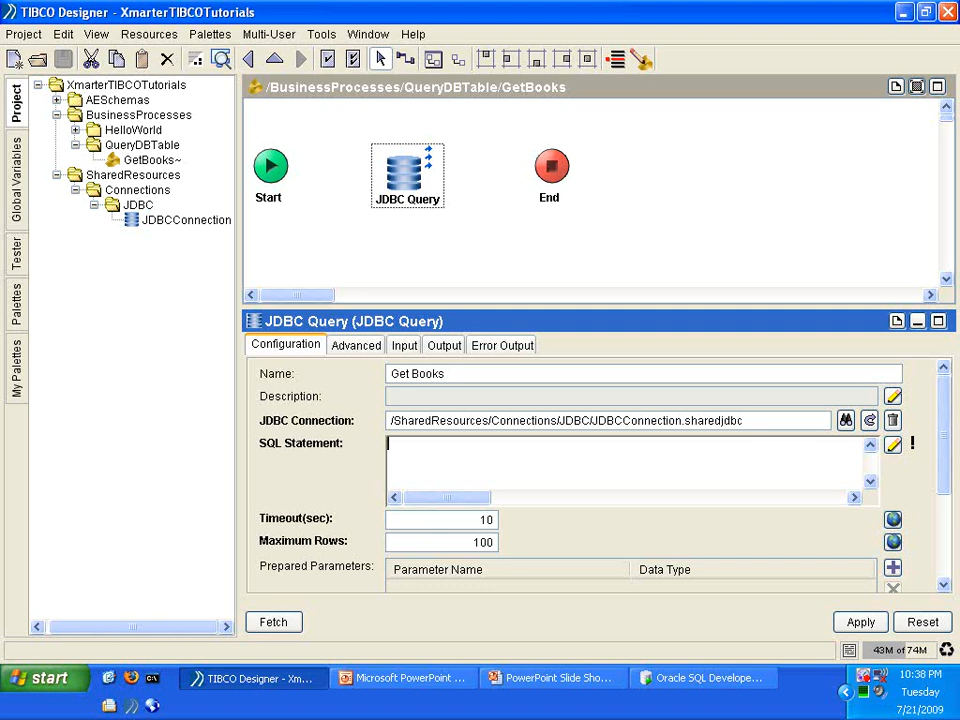 TIBCO Designer - XmarterTIBCOTutorials
Project Edit View Resources Palettes Multi-User Tools Window Help
Project
Global Variables
Tester
Palettes
My Palettes
XmarterTIBCOTutorials
AESchemas
BusinessProcesses
HelloWorld
QueryDBTable
GetBooks~
SharedResources
Connections
JDBC
JDBCConnection
/BusinessProcesses/QueryDBTable/GetBooks
Start
JDBC Query
End
JDBC Query (JDBC Query)
Configuration Advanced Input Output Error Output
Name: Get Books
Description:
JDBC Connection: /SharedResources/Connections/JDBC/JDBCConnection.sharedjdbc
SQL Statement: !
Timeout(sec): 10
Maximum Rows: 100
Prepared Parameters: Parameter Name Data Type
Fetch Apply Reset
43M of 74M
start TIBCO Designer - Xm... Microsoft PowerPoint ... PowerPoint Slide Sho... Oracle SQL Develope...
10:38 PM
Tuesday
7/21/2009